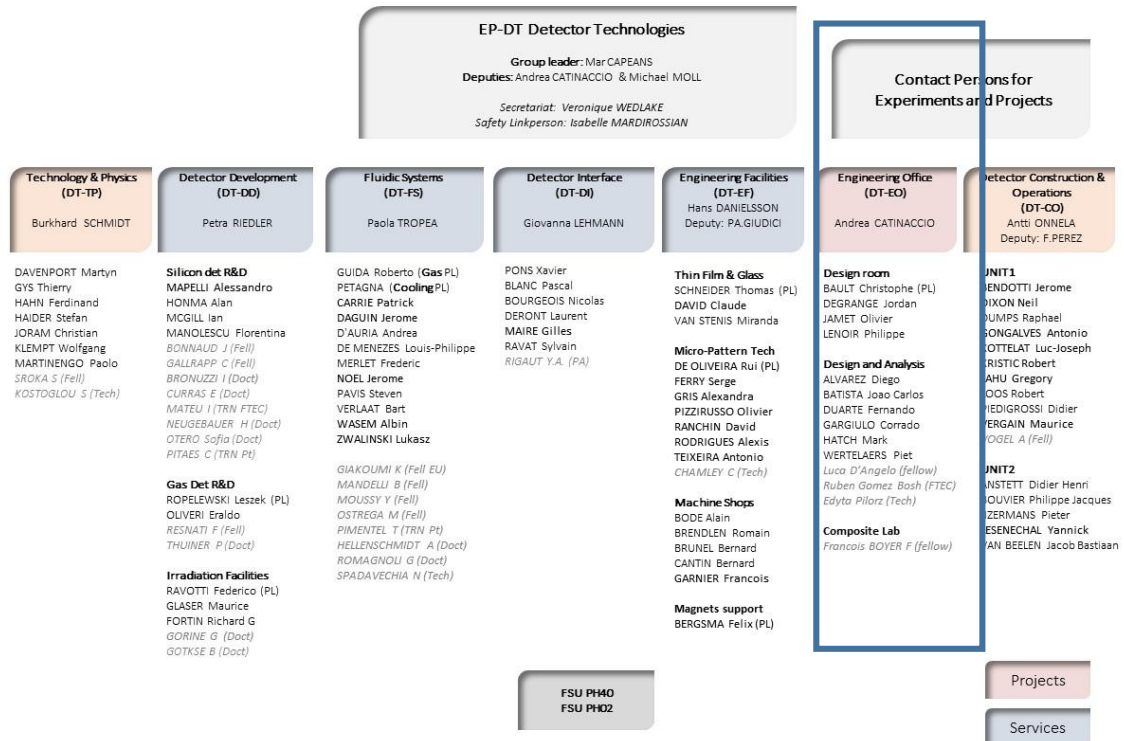 EP-DT Detector Technologies
Group leader: Mar CAPEANS
Deputies: Andrea CATINACCIO & Michael MOLL
Secretariat: Veronique WEDLAKE
Safety Linkperson: Isabelle MARDIROSSIAN
Contact Persons for
Experiments and Projects
Technology & Physics
(DT-TP)
Burkhard SCHMIDT
DAVENPORT Martyn
GYS Thierry
HAHN Ferdinand
HAIDER Stefan
JORAM Christian
KLEMPT Wolfgang
MARTINENGO Paolo
SROKA S (Fell)
KOSTOGLOU S (Tech)
Detector Development
(DT-DD)
Petra RIEDLER
Silicon det R&D
MAPELLI Alessandro
HONMA Alan
MCGILL Ian
MANOLESCU Florentina
BONNAUD J (Fell)
GALLRAPP C (Fell)
BRONUZZI I (Doct)
CURRAS E (Doct)
MATEU I (TRN FTEC)
NEUGEBAUER H (Doct)
OTERO Sofia (Doct)
PITAES C (TRN Pt)
Gas Det R&D
ROPELEWSKI Leszek (PL)
OLIVERI Eraldo
RESNATI F (Fell)
THUINER P (Doct)
Irradiation Facilities
RAVOTTI Federico (PL)
GLASER Maurice
FORTIN Richard G
GORINE G (Doct)
GOTKSE B (Doct)
Fluidic Systems
(DT-FS)
Paola TROPEA
GUIDA Roberto (Gas PL)
PETAGNA (Cooling PL)
CARRIE Patrick
DAGUIN Jerome
D'AURIA Andrea
DE MENEZES Louis-Philippe
MERLET Frederic
NOEL Jerome
PAVIS Steven
VERLAAT Bart
WASEM Albin
ZWALINSKI Lukasz
GIAKOUMI K (Fell EU)
MANDELLI B (Fell)
MOUSSY Y (Fell)
OSTREGA M (Fell)
PIMENTEL T (TRN Pt)
HELLENSCHMIDT A (Doct)
ROMAGNOLI G (Doct)
SPADAVECHIA N (Tech)
Detector Interface
(DT-DI)
Giovanna LEHMANN
PONS Xavier
BLANC Pascal
BOURGEOIS Nicolas
DERONT Laurent
MAIRE Gilles
RAVAT Sylvain
RIGAUT Y.A. (PA)
Engineering Facilities
(DT-EF)
Hans DANIELSSON
Deputy: PA.GIUDICI
Thin Film & Glass
SCHNEIDER Thomas (PL)
DAVID Claude
VAN STENIS Miranda
Micro-Pattern Tech
DE OLIVEIRA Rui (PL)
FERRY Serge
GRIS Alexandra
PIZZIRUSSO Olivier
RANCHIN David
RODRIGUES Alexis
TEIXEIRA Antonio
CHAMLEY C (Tech)
Machine Shops
BODE Alain
BRENDLEN Romain
BRUNEL Bernard
CANTIN Bernard
GARNIER Francois
Magnets support
BERGSMA Felix (PL)
Engineering Office
(DT-EO)
Andrea CATINACCIO
Design room
BAULT Christophe (PL)
DEGRANGE Jordan
JAMET Olivier
LENOIR Philippe
Design and Analysis
ALVAREZ Diego
BATISTA Joao Carlos
DUARTE Fernando
GARGIULO Corrado
HATCH Mark
WERTELAERS Piet
Luca D'Angelo (fellow)
Ruben Gomez Bosh (FTEC)
Edyta Pilorz (Tech)
Composite Lab
Francois BOYER F (fellow)
Detector Construction &
Operations
(DT-CO)
Antti ONNELA
Deputy: F.PEREZ
UNIT1
BENDOTTI Jerome
DIXON Neil
DUMPS Raphael
GONGALVES Antonio
KOTTELAT Luc-Joseph
KRISTIC Robert
Gregory
Robert
PIEDIGROSSI Didier
VERGAIN Maurice
VOGEL A (Fell)
UNIT2
ANSTETT Didier Henri
BOUVIER Philippe Jacques
Pieter
LESENECHAL Yannick
VAN BEELEN Jacob Bastiaan
FSU PH40
FSU PH02
Projects
Services